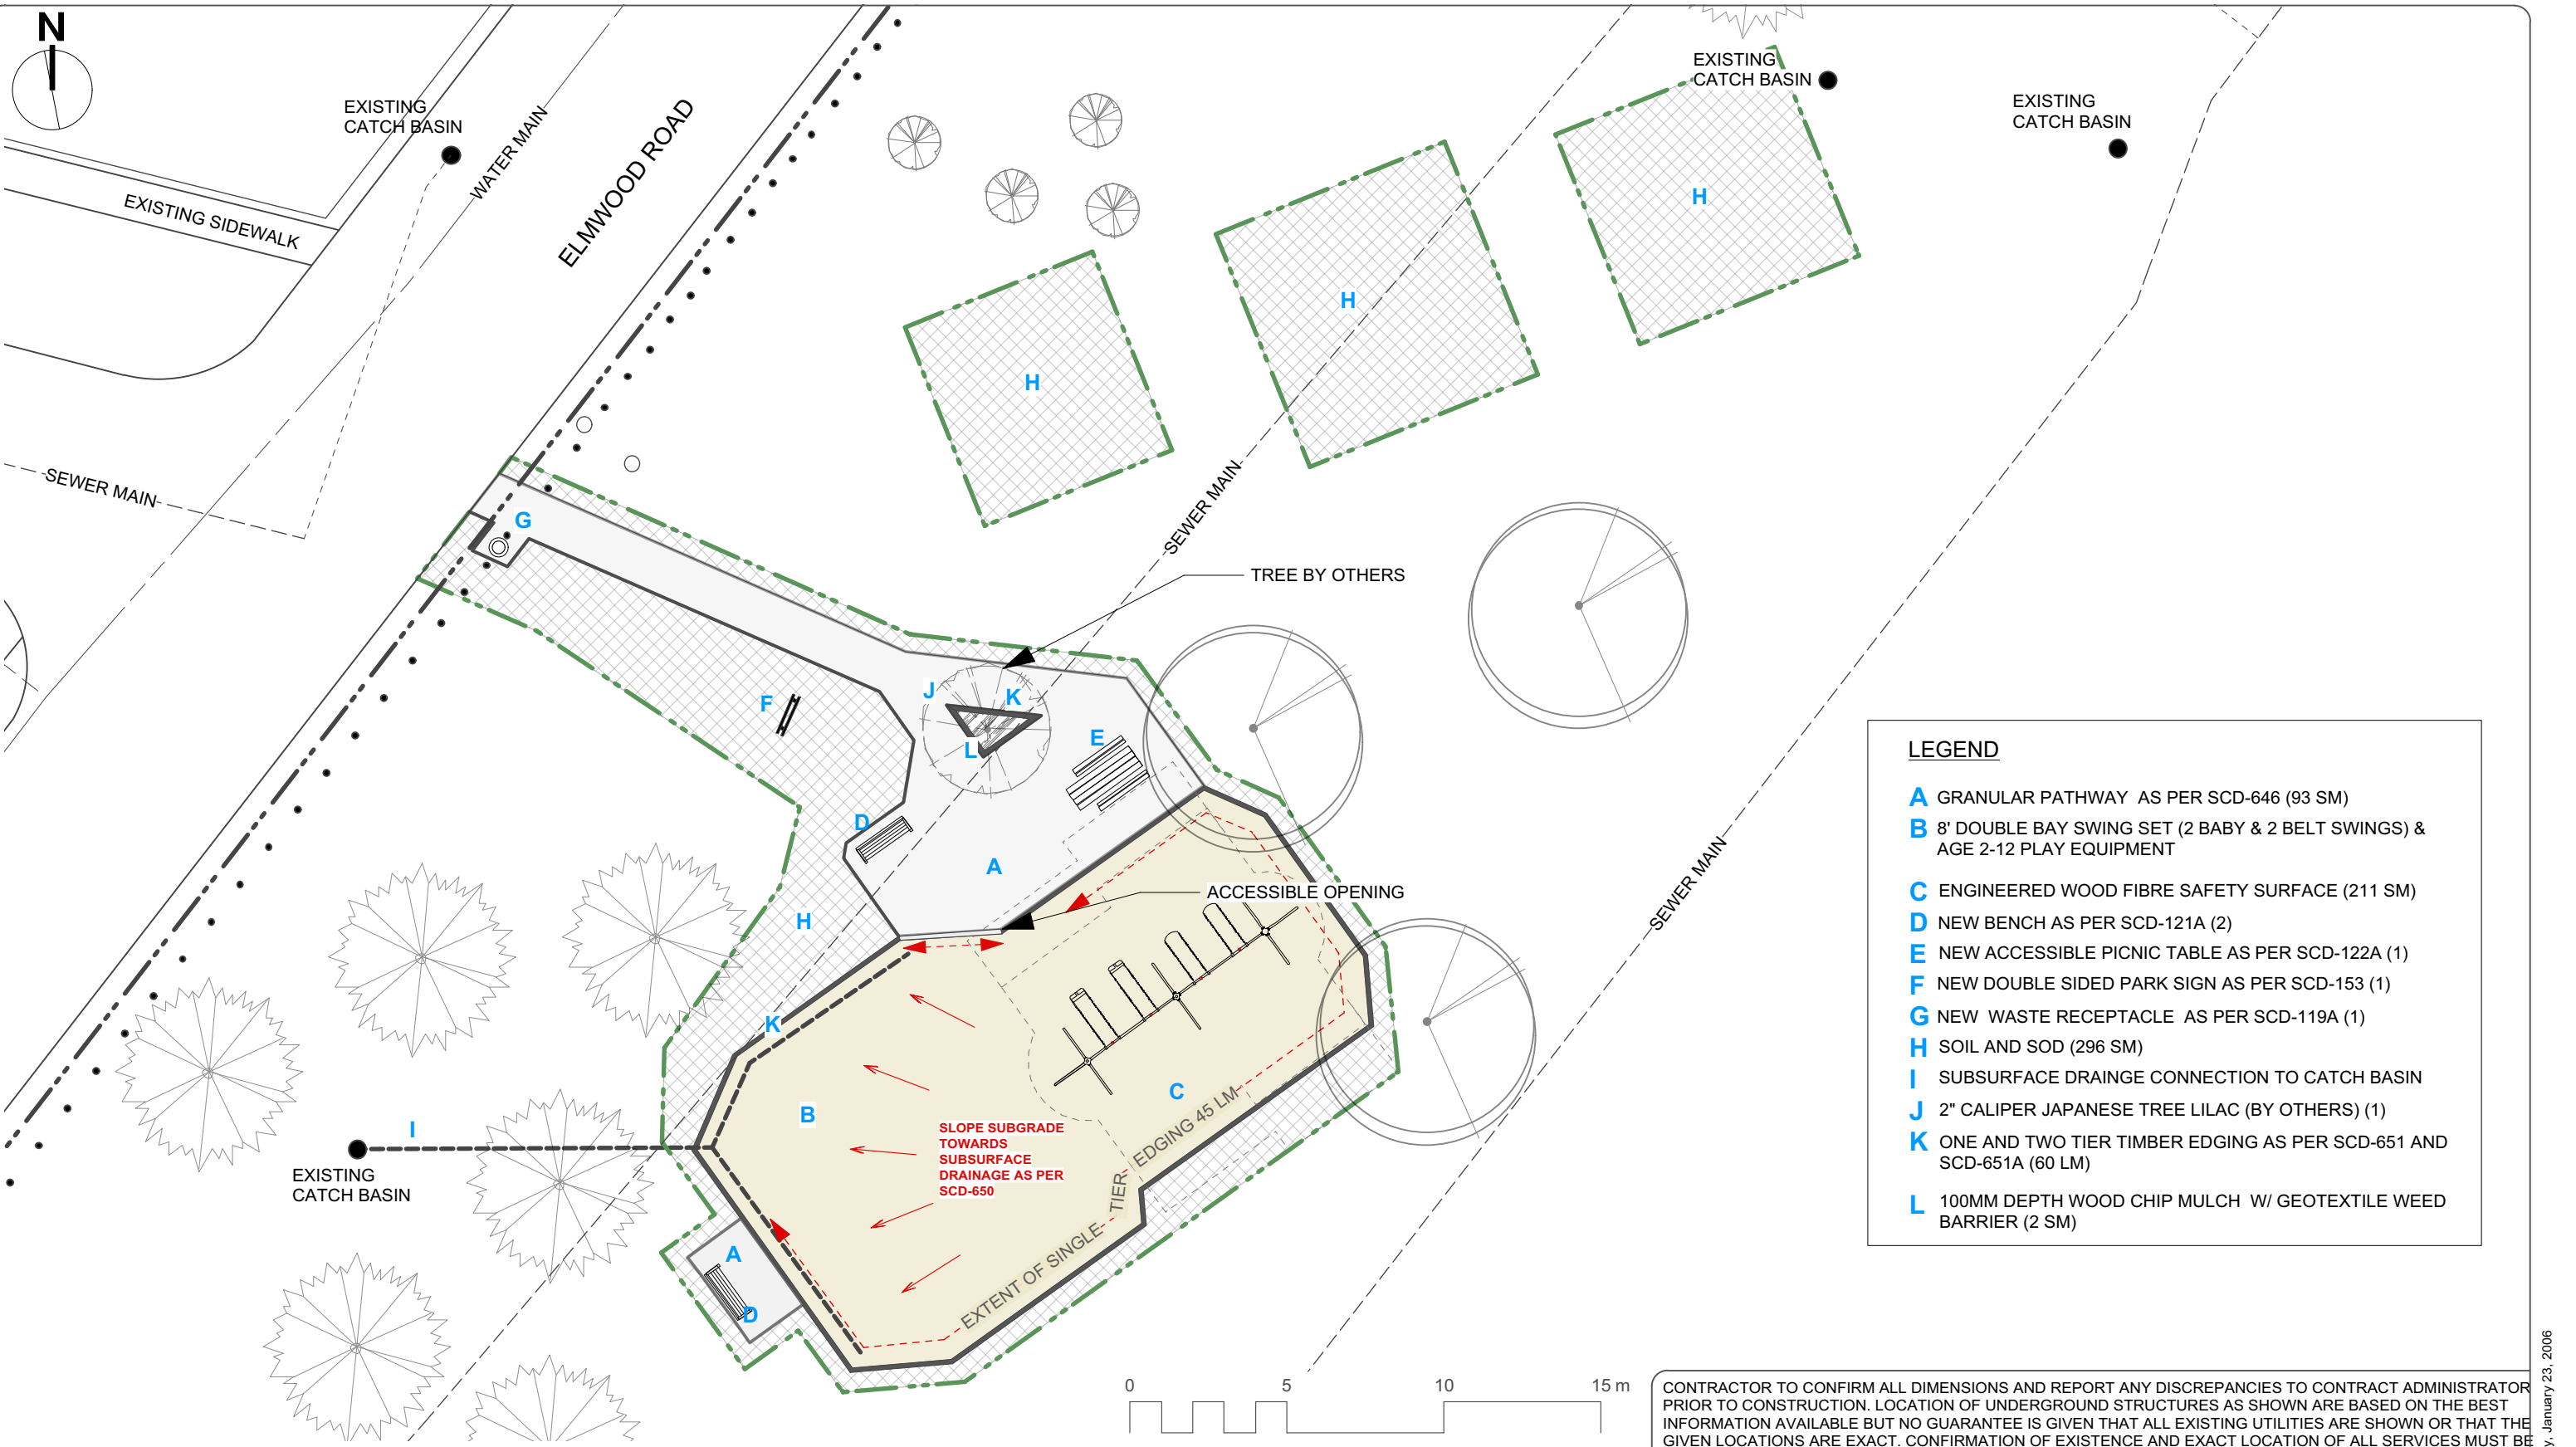 N
EXISTING
CATCH BASIN
WATER MAIN
ELMWOOD ROAD
EXISTING SIDEWALK
EXISTING
CATCH BASIN
EXISTING
CATCH BASIN
H
H
H
SEWER MAIN
SEWER MAIN
G
TREE BY OTHERS
J
K
F
L
E
D
A
ACCESSIBLE OPENING
SEWER MAIN
H
K
B
C
I
EXISTING
CATCH BASIN
SLOPE SUBGRADE
TOWARDS
SUBSURFACE
DRAINAGE AS PER
SCD-650
EXTENT OF SINGLE TIER EDGING 45 LM
A
D
LEGEND
A GRANULAR PATHWAY AS PER SCD-646 (93 SM)
B 8' DOUBLE BAY SWING SET (2 BABY & 2 BELT SWINGS) &
AGE 2-12 PLAY EQUIPMENT
C ENGINEERED WOOD FIBRE SAFETY SURFACE (211 SM)
D NEW BENCH AS PER SCD-121A (2)
E NEW ACCESSIBLE PICNIC TABLE AS PER SCD-122A (1)
F NEW DOUBLE SIDED PARK SIGN AS PER SCD-153 (1)
G NEW WASTE RECEPTACLE AS PER SCD-119A (1)
H SOIL AND SOD (296 SM)
I SUBSURFACE DRAINGE CONNECTION TO CATCH BASIN
J 2" CALIPER JAPANESE TREE LILAC (BY OTHERS) (1)
K ONE AND TWO TIER TIMBER EDGING AS PER SCD-651 AND
SCD-651A (60 LM)
L 100MM DEPTH WOOD CHIP MULCH W/ GEOTEXTILE WEED
BARRIER (2 SM)
0 5 10 15 m
CONTRACTOR TO CONFIRM ALL DIMENSIONS AND REPORT ANY DISCREPANCIES TO CONTRACT ADMINISTRATOR
PRIOR TO CONSTRUCTION. LOCATION OF UNDERGROUND STRUCTURES AS SHOWN ARE BASED ON THE BEST
INFORMATION AVAILABLE BUT NO GUARANTEE IS GIVEN THAT ALL EXISTING UTILITIES ARE SHOWN OR THAT THE
GIVEN LOCATIONS ARE EXACT. CONFIRMATION OF EXISTENCE AND EXACT LOCATION OF ALL SERVICES MUST BE
y, January 23, 2006